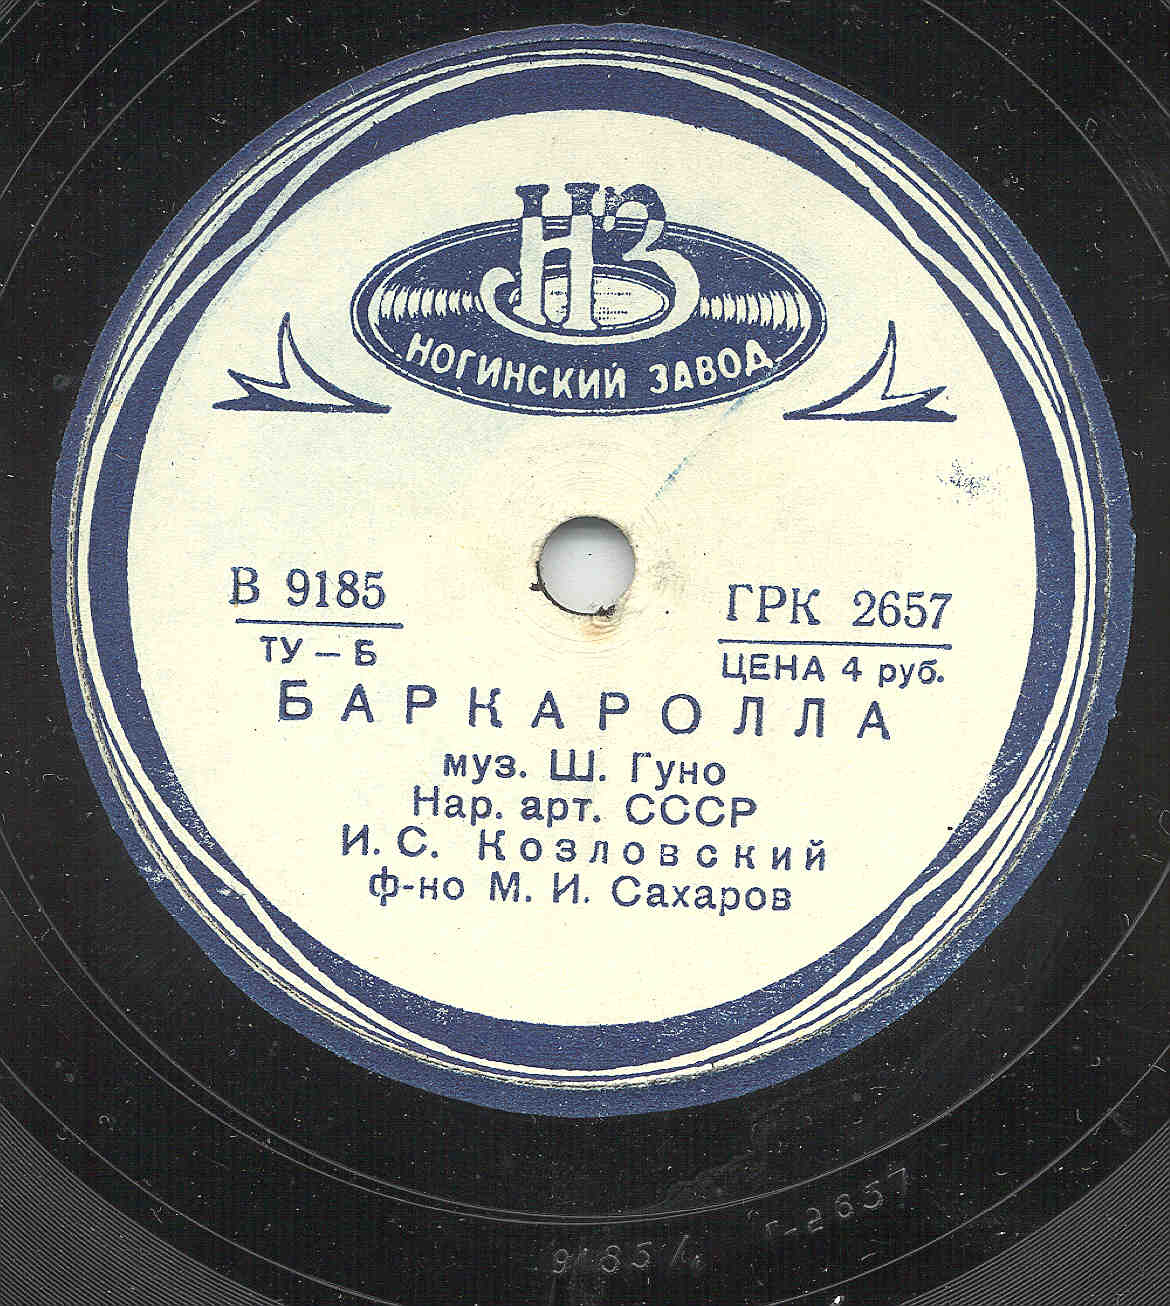 НЗ
НОГИНСКИЙ ЗАВОД
В 9185
ТУ – Б
ГРК 2657
ЦЕНА 4 руб.
БАРКАРОЛЛА
муз. Ш. Гуно
Нар. арт. СССР
И. С. Козловский
ф-но М. И. Сахаров
Г-2657
9185